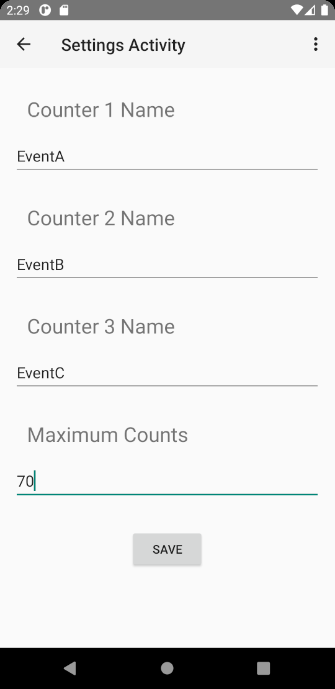 2:29
Settings Activity
Counter 1 Name
EventA
Counter 2 Name
EventB
Counter 3 Name
EventC
Maximum Counts
70
SAVE